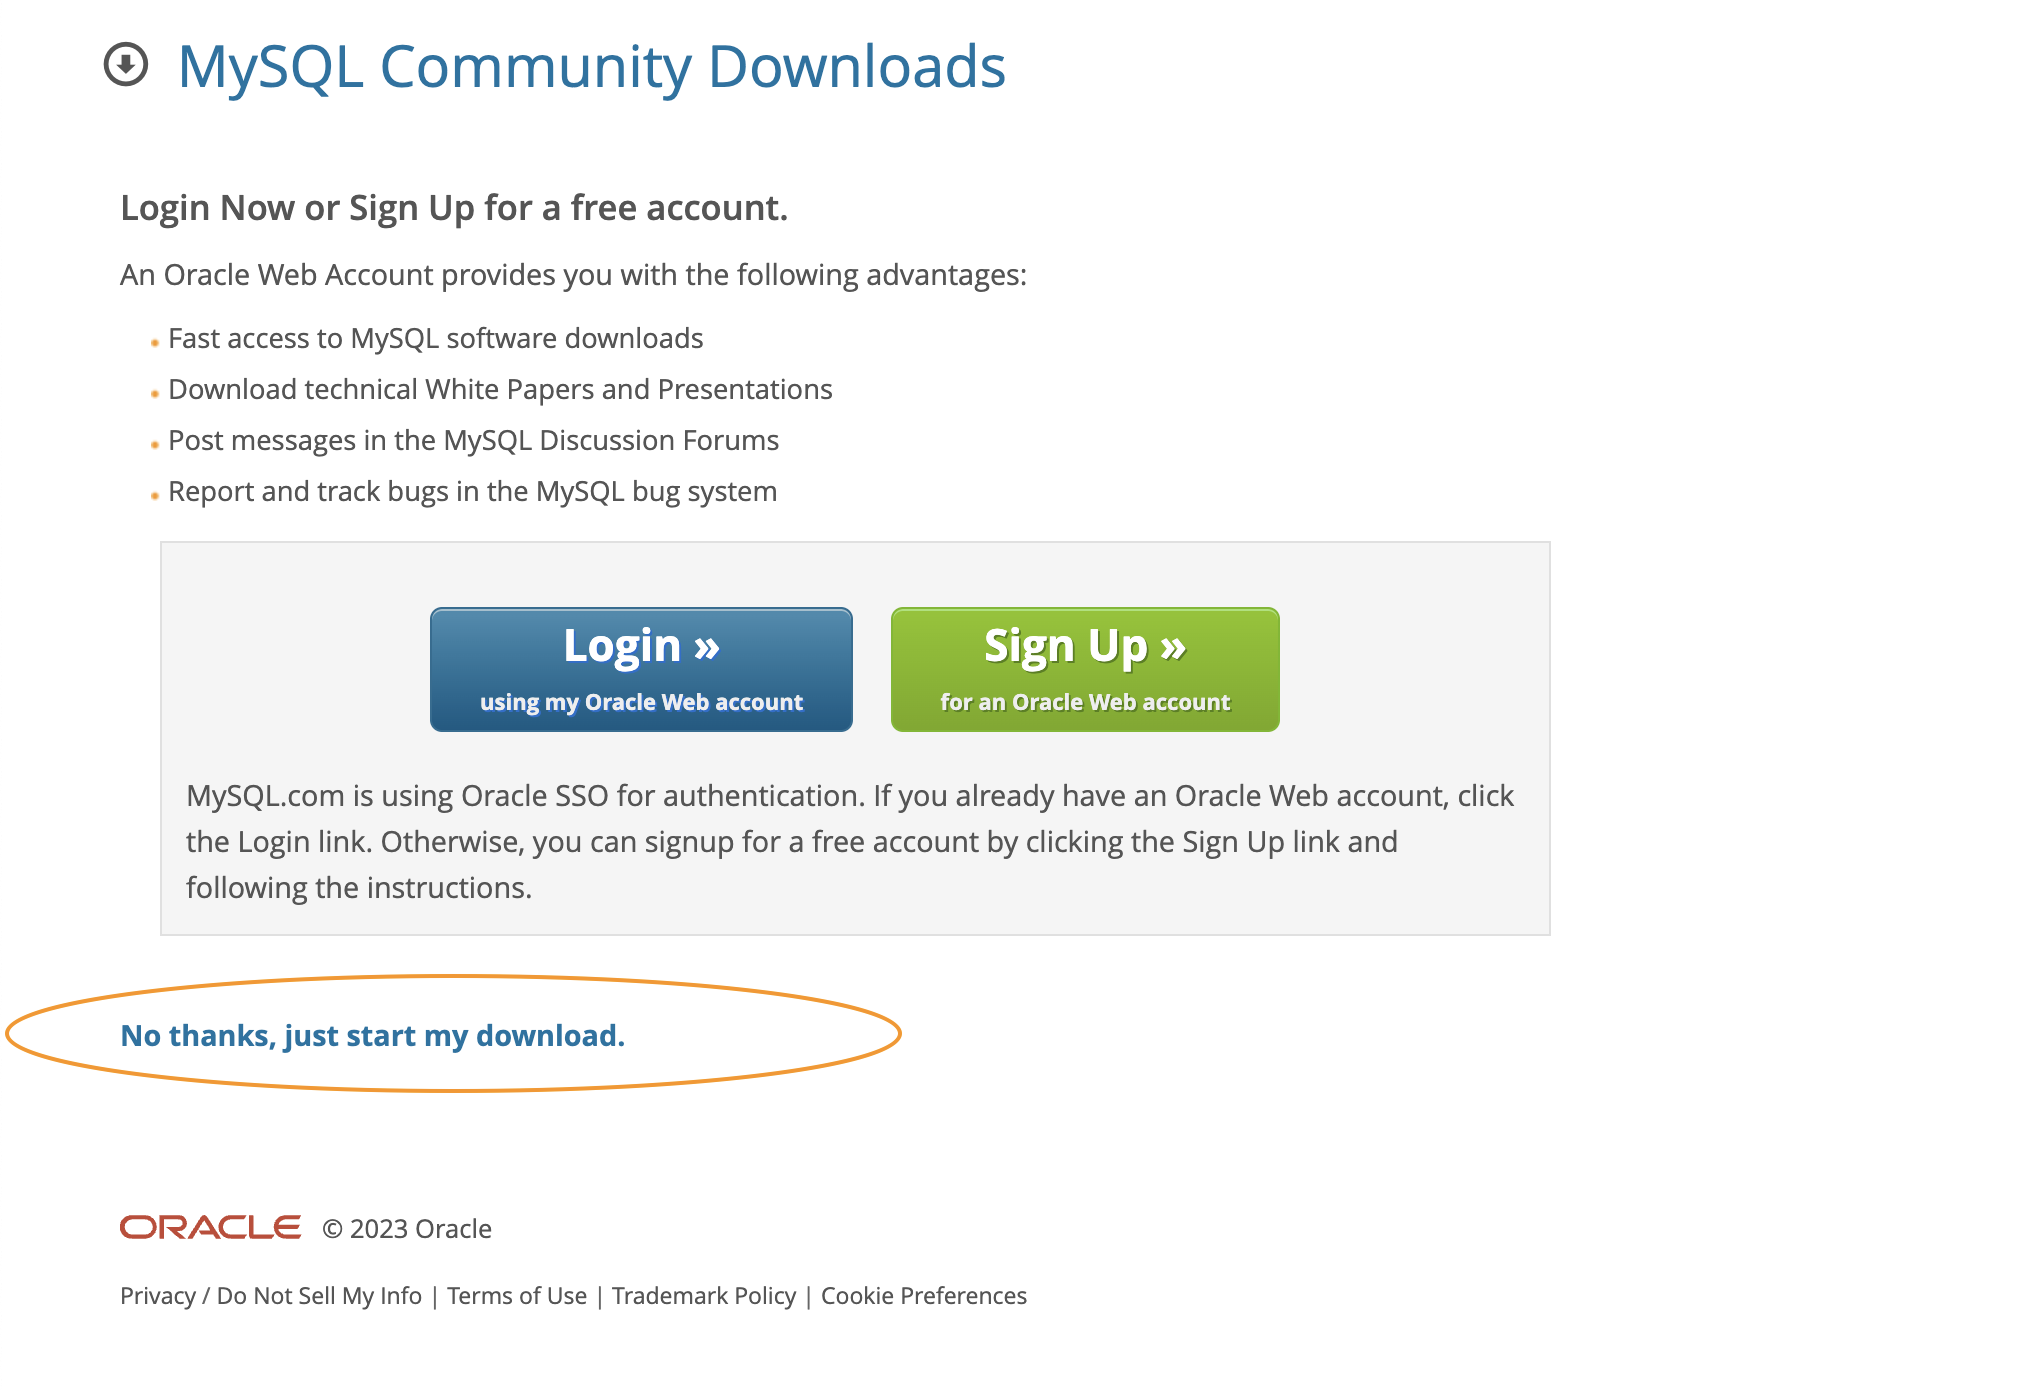 MySQL Community Downloads
Login Now or Sign Up for a free account.
An Oracle Web Account provides you with the following advantages:
Fast access to MySQL software downloads
Download technical White Papers and Presentations
Post messages in the MySQL Discussion Forums
Report and track bugs in the MySQL bug system
Login »
using my Oracle Web account
Sign Up »
for an Oracle Web account
MySQL.com is using Oracle SSO for authentication. If you already have an Oracle Web account, click
the Login link. Otherwise, you can signup for a free account by clicking the Sign Up link and
following the instructions.
No thanks, just start my download.
ORACLE © 2023 Oracle
Privacy / Do Not Sell My Info | Terms of Use | Trademark Policy | Cookie Preferences